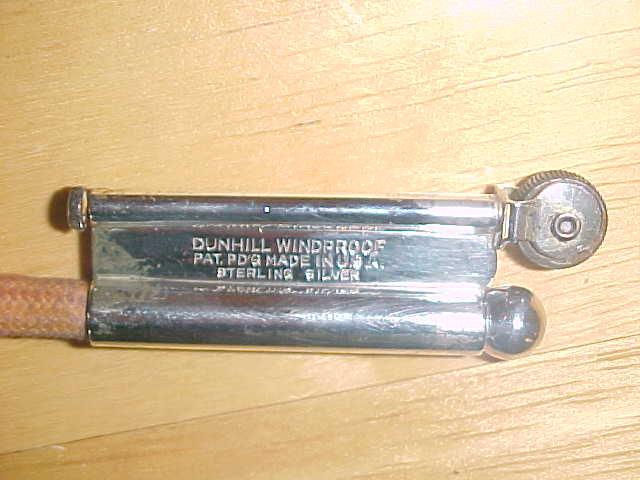 DUNHILL WINDPROOF
PAT. PD'G MADE IN U.S.A.
STERLING SILVER